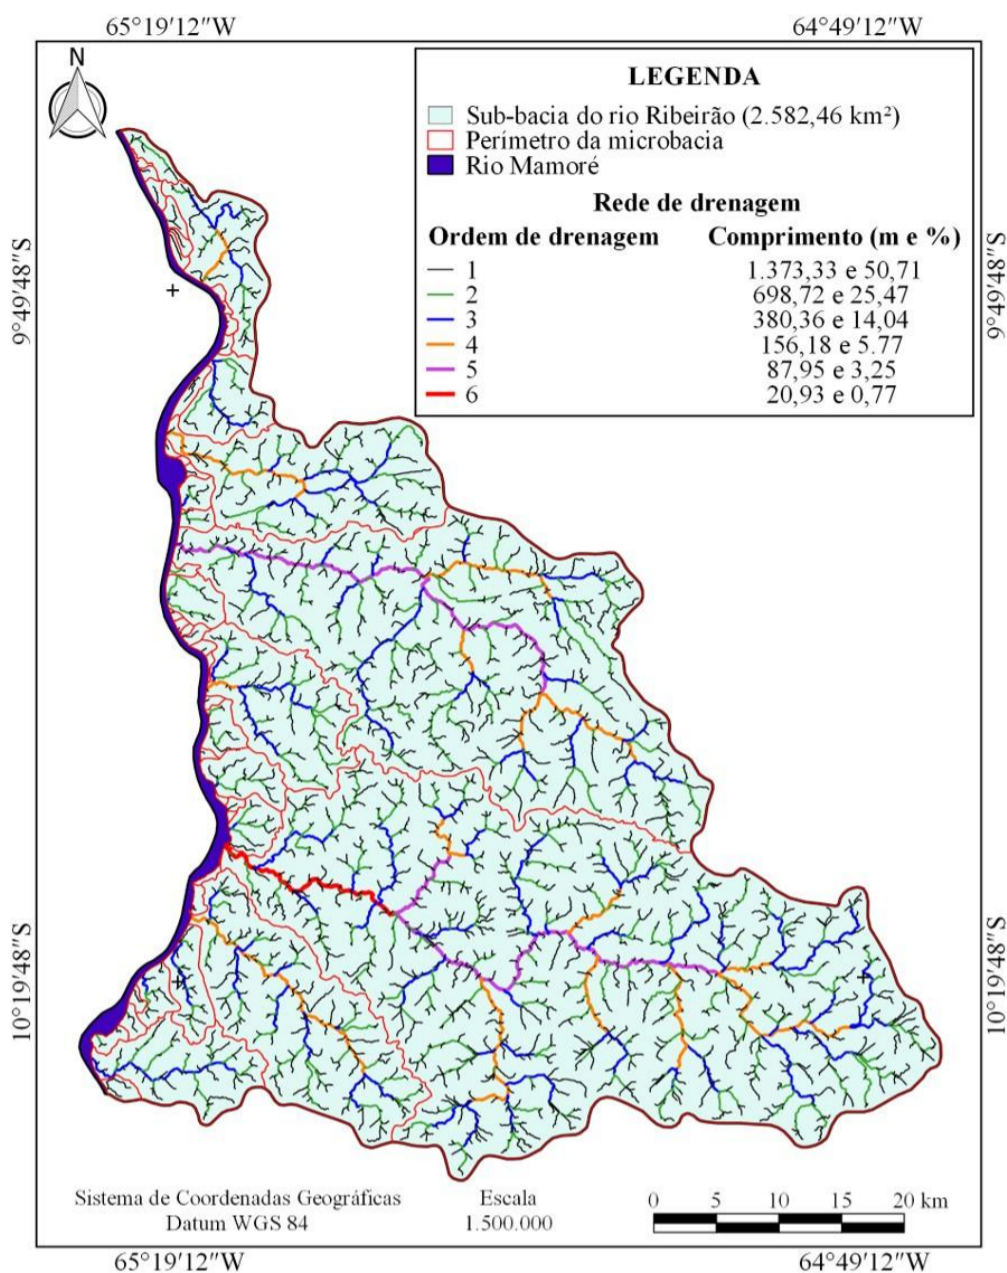 65°19'12"W 64°49'12"W
N
LEGENDA
Sub-bacia do rio Ribeirão (2.582,46 km²)
Perímetro da microbacia
Rio Mamoré
Rede de drenagem
Ordem de drenagem Comprimento (m e %)
1 1.373,33 e 50,71
2 698,72 e 25,47
3 380,36 e 14,04
4 156,18 e 5.77
5 87,95 e 3,25
6 20,93 e 0,77
9°49'48"S 9°49'48"S
10°19'48"S 10°19'48"S
Sistema de Coordenadas Geográficas
Datum WGS 84
Escala
1.500.000
0 5 10 15 20 km
65°19'12"W 64°49'12"W